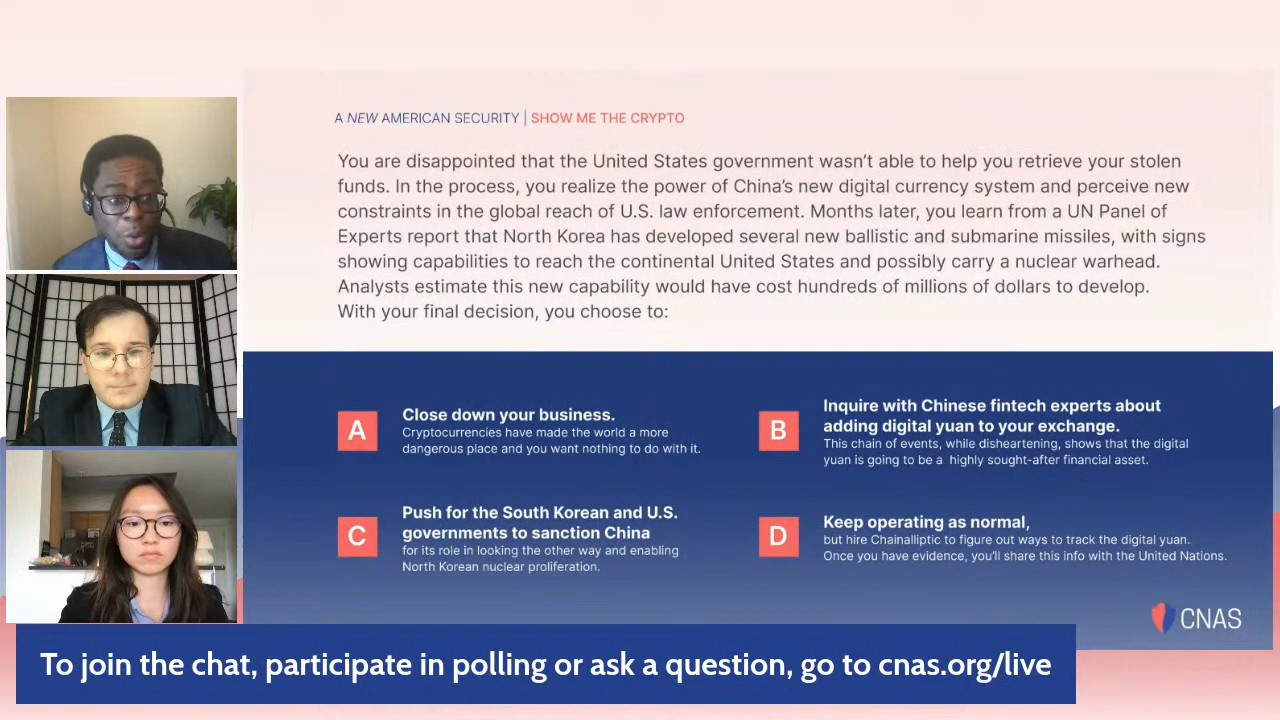 A NEW AMERICAN SECURITY | SHOW ME THE CRYPTO
You are disappointed that the United States government wasn't able to help you retrieve your stolen
funds. In the process, you realize the power of China's new digital currency system and perceive new
constraints in the global reach of U.S. law enforcement. Months later, you learn from a UN Panel of
Experts report that North Korea has developed several new ballistic and submarine missiles, with signs
showing capabilities to reach the continental United States and possibly carry a nuclear warhead.
Analysts estimate this new capability would have cost hundreds of millions of dollars to develop.
With your final decision, you choose to:
A
Close down your business.
Cryptocurrencies have made the world a more
dangerous place and you want nothing to do with it.
B
Inquire with Chinese fintech experts about
adding digital yuan to your exchange.
This chain of events, while disheartening, shows that the digital
yuan is going to be a highly sought-after financial asset.
C
Push for the South Korean and U.S.
governments to sanction China
for its role in looking the other way and enabling
North Korean nuclear proliferation.
D
Keep operating as normal,
but hire Chainalliptic to figure out ways to track the digital yuan.
Once you have evidence, you'll share this info with the United Nations.
CNAS
To join the chat, participate in polling or ask a question, go to cnas.org/live